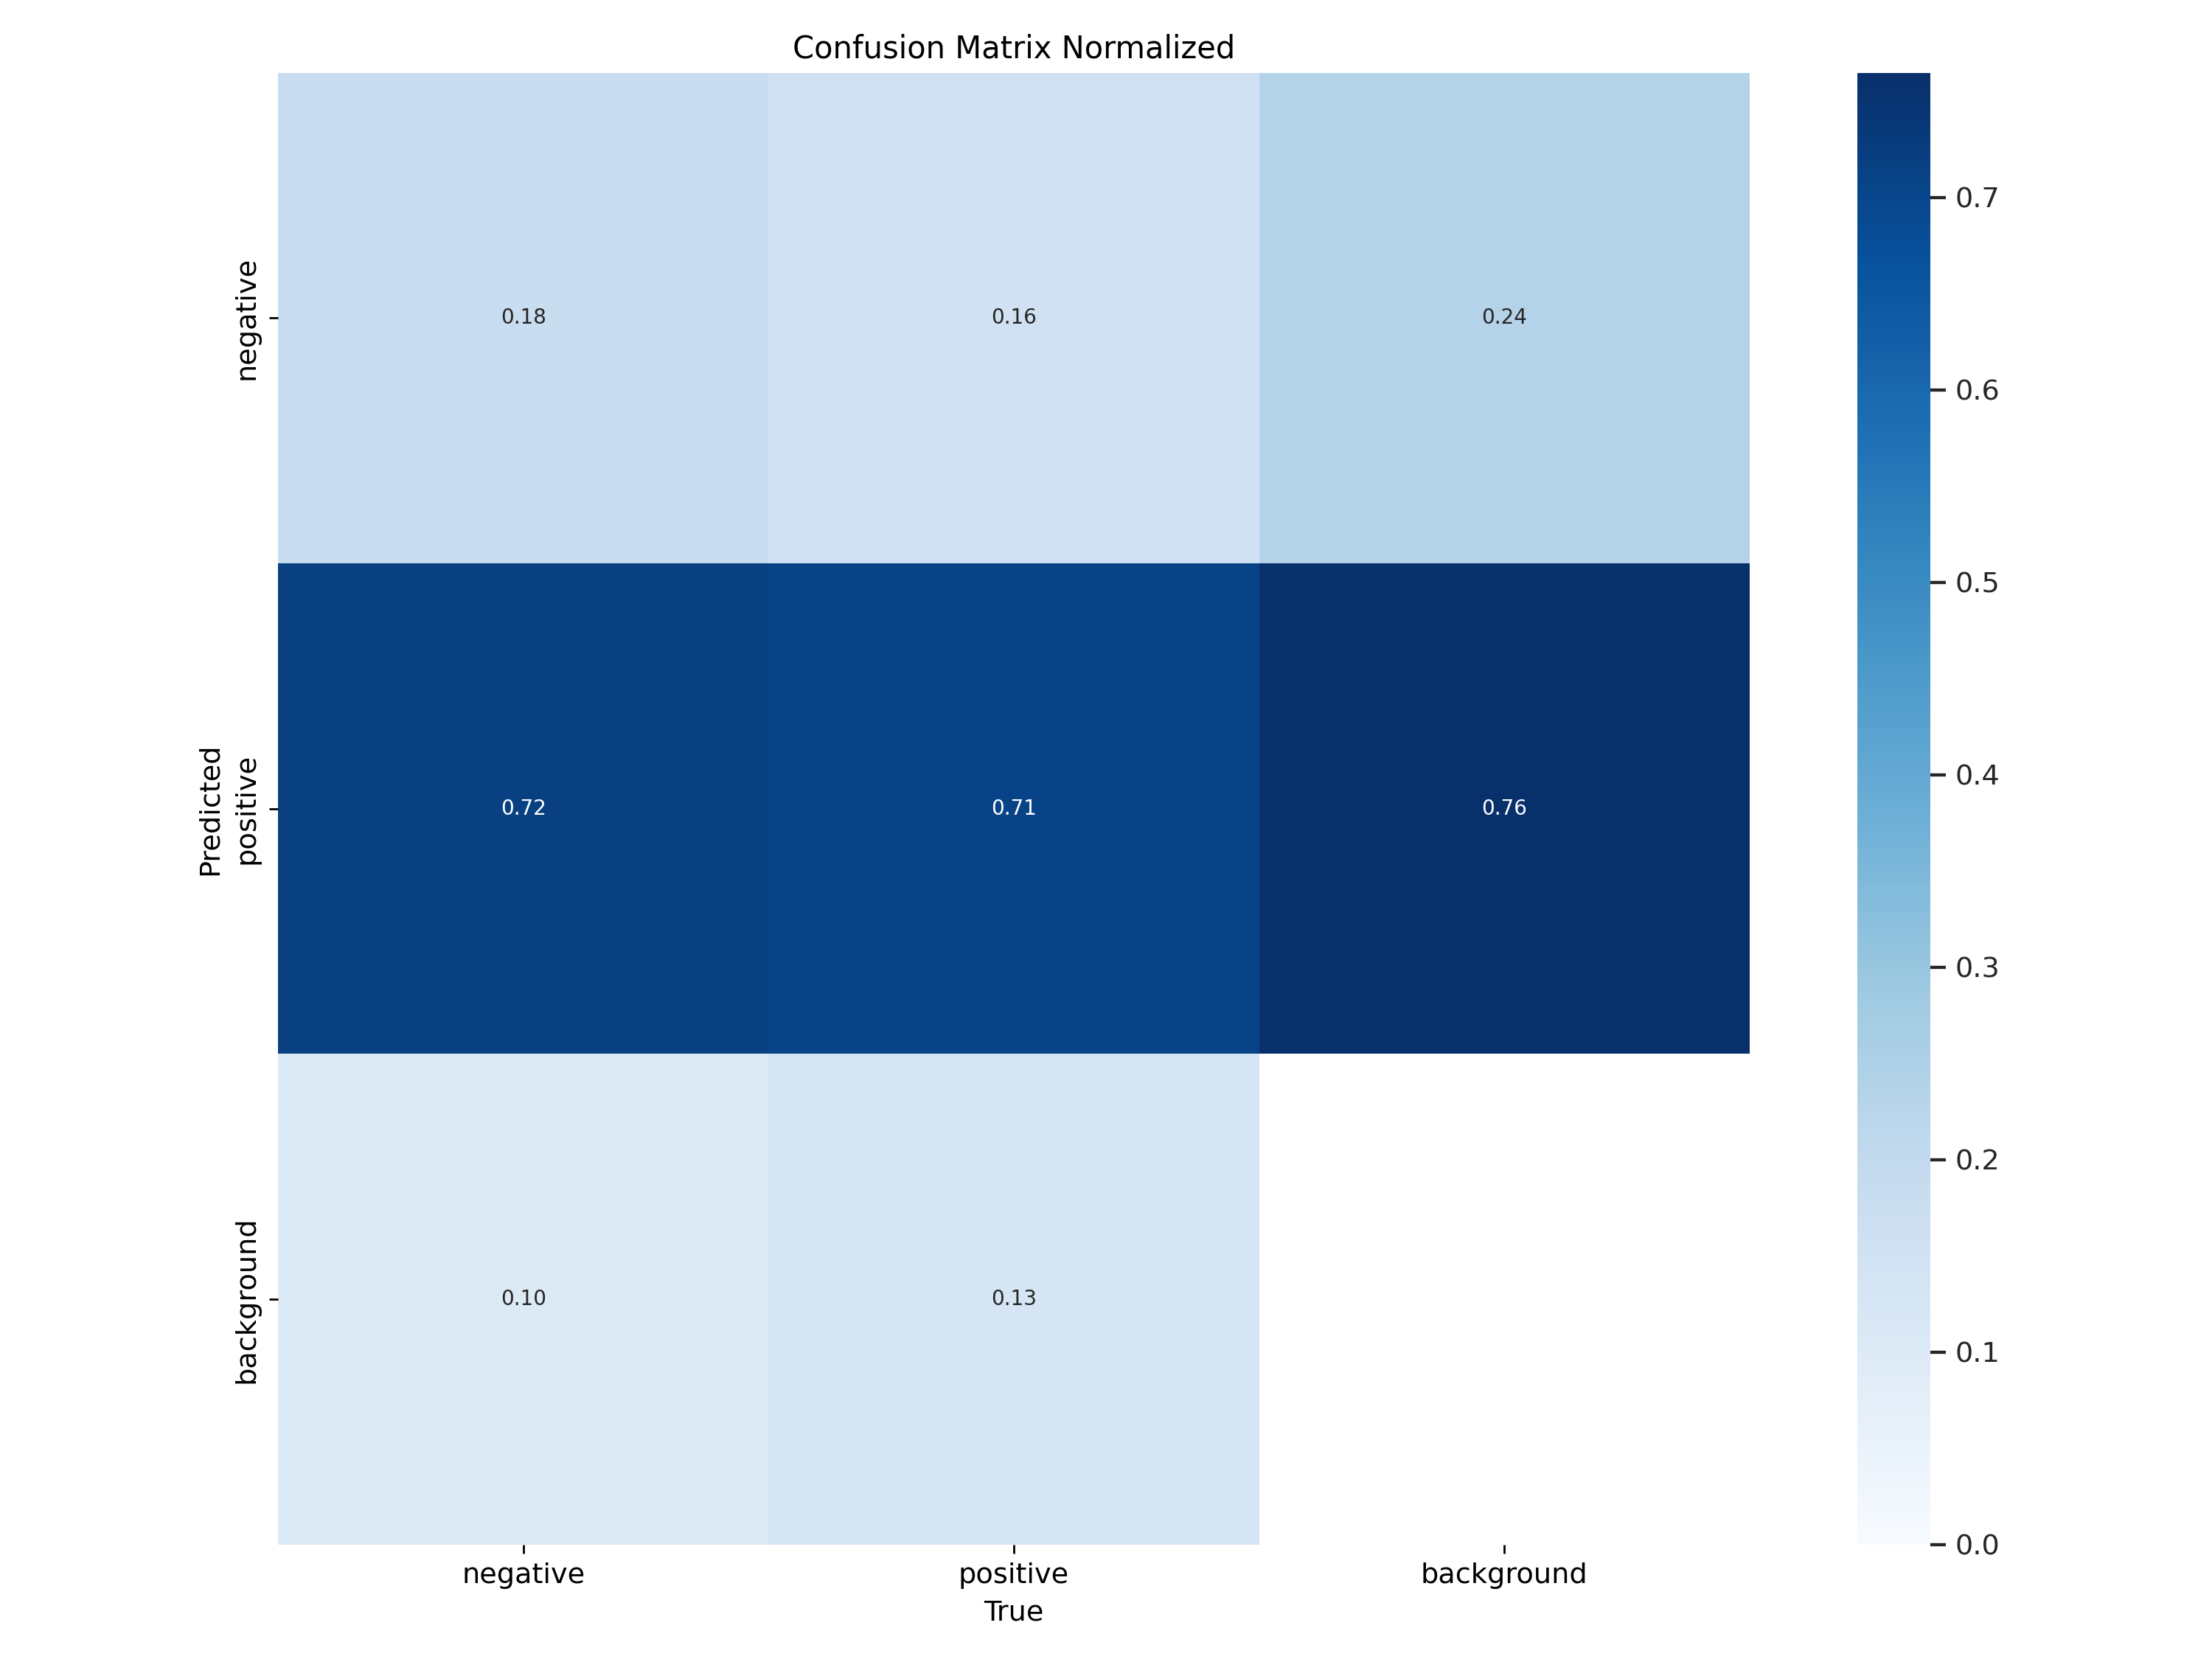 Confusion Matrix Normalized
negative
0.18
0.16
0.24
Predicted
positive
0.72
0.71
0.76
background
0.10
0.13
negative
positive
background
True
0.7
0.6
0.5
0.4
0.3
0.2
0.1
0.0